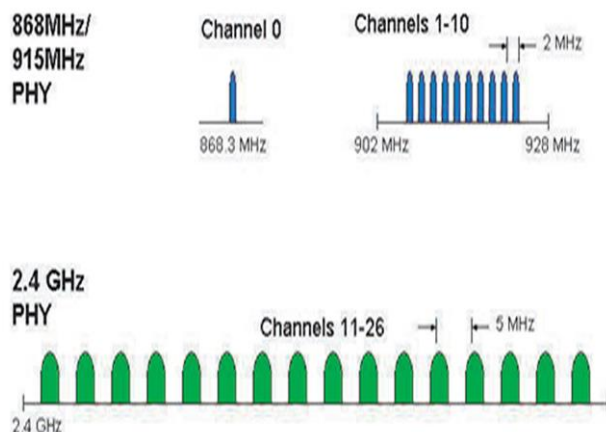 868MHz/
915MHz
PHY
Channel 0
Channels 1-10
2 MHz
868.3 MHz
902 MHz
928 MHz
2.4 GHz
PHY
Channels 11-26
5 MHz
2.4 GHz